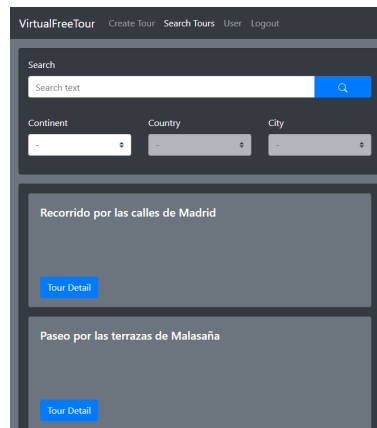 VirtualFreeTour Create Tour Search Tours User Logout
Search
Search text
Continent Country City
- - -
Recorrido por las calles de Madrid
Tour Detail
Paseo por las terrazas de Malasaña
Tour Detail